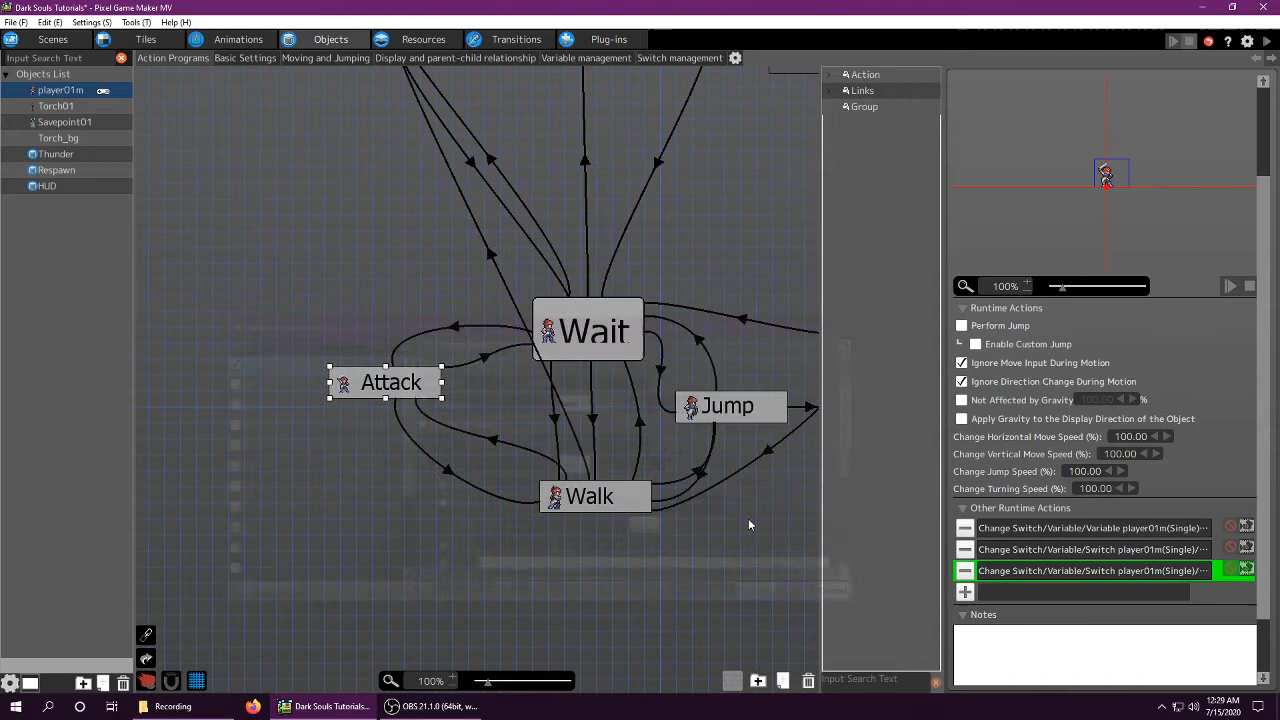 Dark Souls Tutorials* - Pixel Game Maker MV
File (F) Edit (E) Settings (S) Tools (T) Help (H)
Scenes Tiles Animations Objects Resources Transitions Plug-ins
Input Search Text
Action Programs Basic Settings Moving and Jumping Display and parent-child relationship Variable management Switch management
Objects List
player01m
Torch01
Savepoint01
Torch_bg
Thunder
Respawn
HUD
Wait
Attack
Jump
Walk
100%
Action
Links
Group
Input Search Text
100%
Runtime Actions
Perform Jump
Enable Custom Jump
Ignore Move Input During Motion
Ignore Direction Change During Motion
Not Affected by Gravity 100.00 %
Apply Gravity to the Display Direction of the Object
Change Horizontal Move Speed (%): 100.00
Change Vertical Move Speed (%): 100.00
Change Jump Speed (%): 100.00
Change Turning Speed (%): 100.00
Other Runtime Actions
Change Switch/Variable/Variable player01m(Single)···
Change Switch/Variable/Switch player01m(Single)/···
Change Switch/Variable/Switch player01m(Single)/···
Notes
Recording Dark Souls Tutorials... OBS 21.1.0 (64bit, w...
12:29 AM
7/15/2020